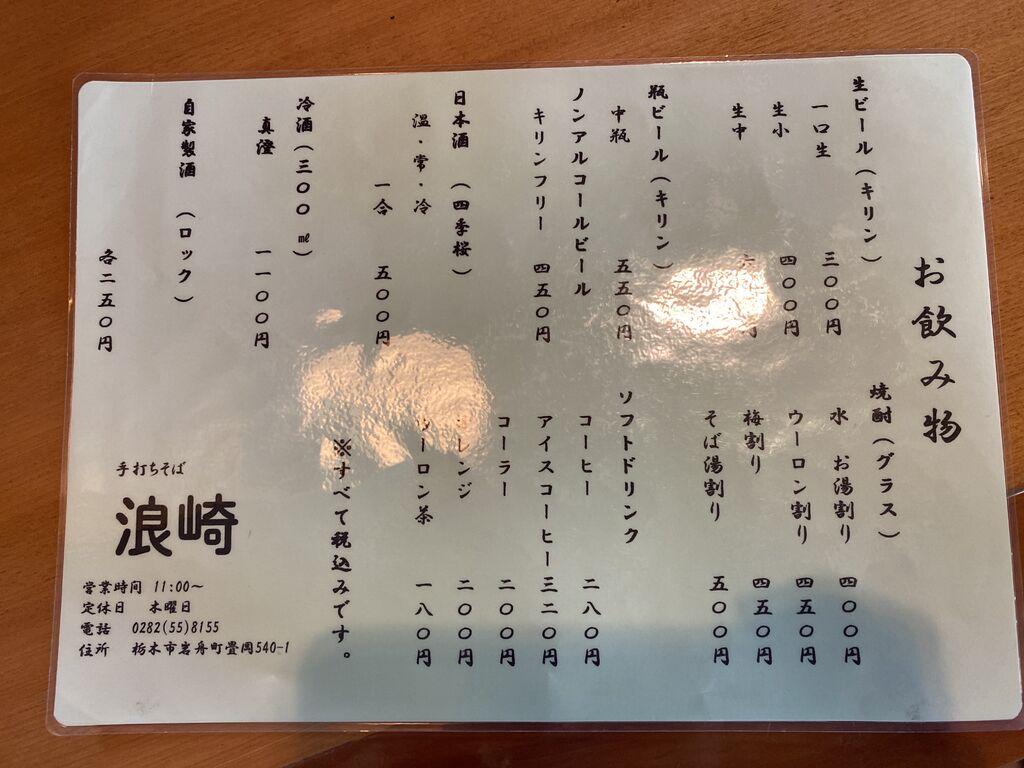 お飲み物
生ビール（キリン）
一口生 三〇〇円
生小 四〇〇円
生中 円
瓶ビール（キリン）
中瓶 五五〇円
ノンアルコールビール
キリンフリー 四五〇円
日本酒 （四季桜）
温・常・冷
一合 五〇〇円
冷酒（三〇〇㎖）
真澄 一一〇〇円
自家製酒 （ロック）
各二五〇円
焼酎（グラス）
水 お湯割り 四〇〇円
ウーロン割り 四五〇円
梅割り 四五〇円
そば湯割り 五〇〇円
ソフトドリンク
コーヒー 二八〇円
アイスコーヒー 三二〇円
コーラー 二〇〇円
オレンジ 二〇〇円
ウーロン茶 一八〇円
※すべて税込みです。
手打ちそば
浪崎
営業時間 11:00〜
定休日 木曜日
電話 0282(55)8155
住所 栃木市岩舟町畳岡540-1